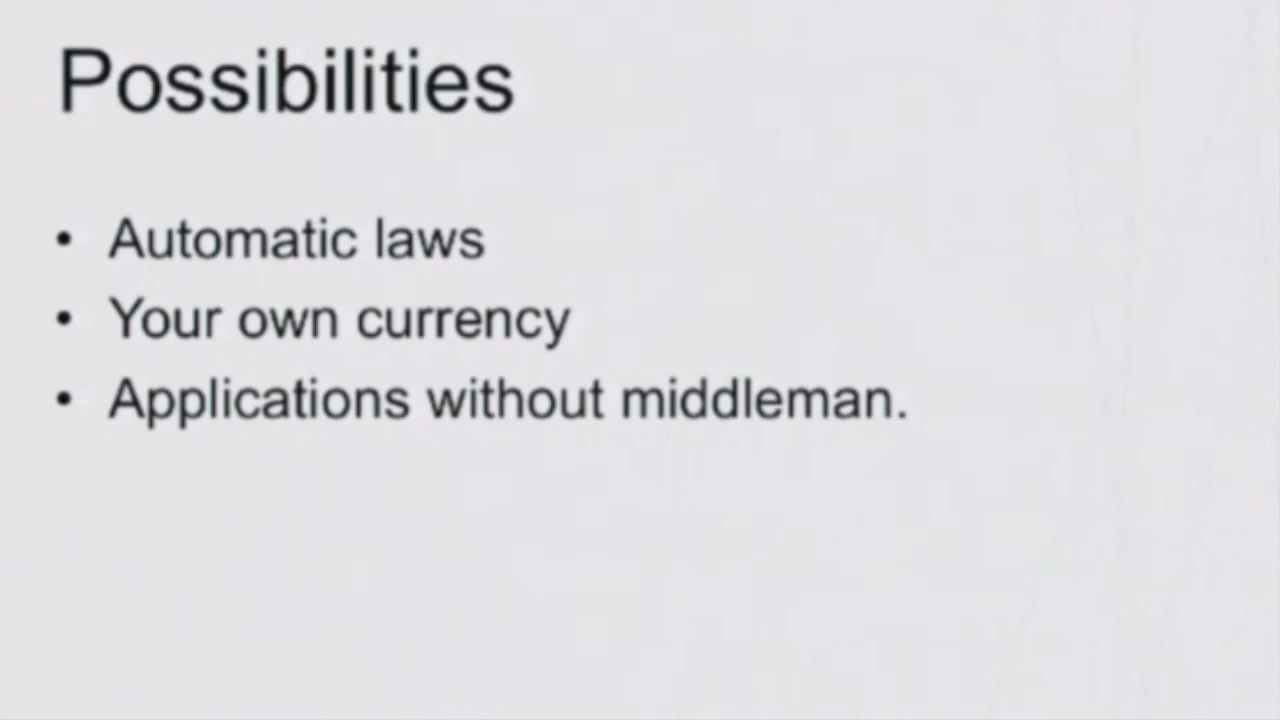 Possibilities
• Automatic laws
• Your own currency
• Applications without middleman.